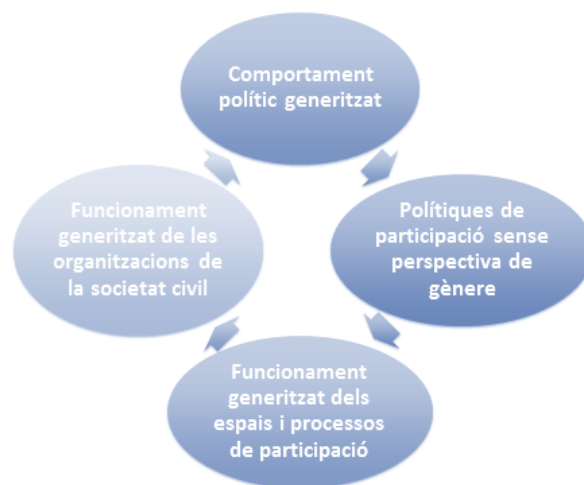 Comportament
polític generitzat
Funcionament
generitzat de les
organitzacions de
la societat civil
Polítiques de
participació sense
perspectiva de
gènere
Funcionament
generitzat dels
espais i processos
de participació